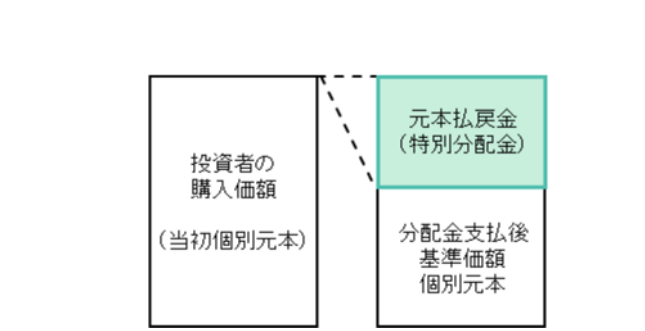 投資者の
購入価額
(当初個別元本)
元本払戻金
(特別分配金)
分配金支払後
基準価額
個別元本